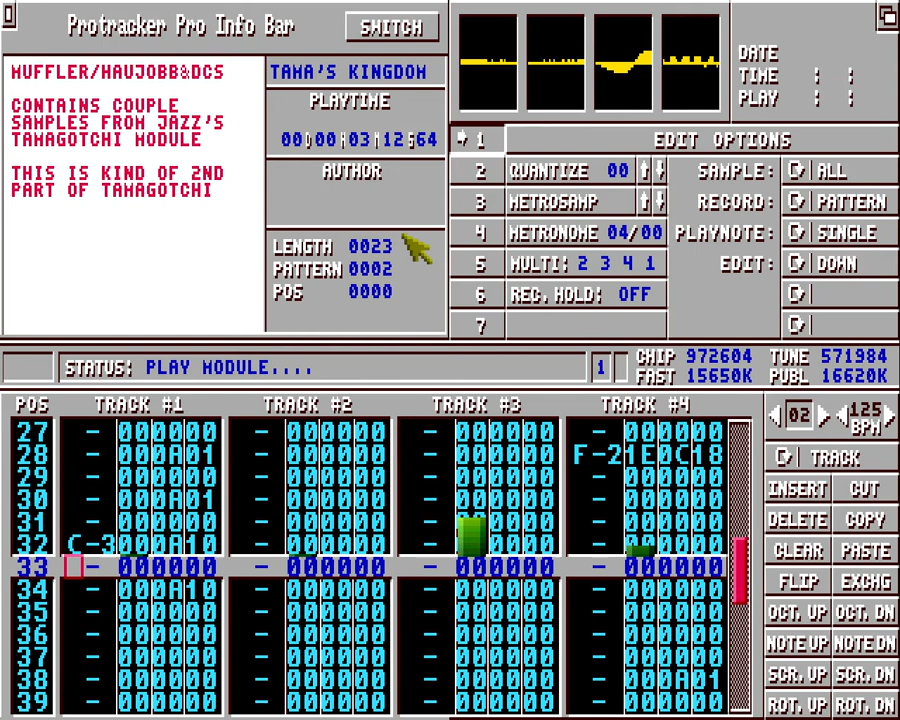 Protracker Pro Info Bar
SWITCH
MUFFLER/HAUJOBB&DCS
CONTAINS COUPLE
SAMPLES FROM JAZZ'S
TAMAGOTCHI MODULE
THIS IS KIND OF 2ND
PART OF TAMAGOTCHI
TAMA'S KINGDOM
PLAYTIME
00D00H03M12S64
AUTHOR
LENGTH 0023
PATTERN 0002
POS 0000
DATE
TIME : :
PLAY : :
1 EDIT OPTIONS
2 QUANTIZE 00 SAMPLE: ALL
3 METROSAMP RECORD: PATTERN
4 METRONOME 04/00 PLAYNOTE: SINGLE
5 MULTI: 2 3 4 1 EDIT: DOWN
6 REC.HOLD: OFF
7
STATUS: PLAY MODULE....
1
CHIP 972604 TUNE 571984
FAST 15650K PUBL 16620K
POS TRACK #1 TRACK #2 TRACK #3 TRACK #4
27 - 000000 - 000000 - 000000 - 000000
28 - 000A01 - 000000 - 000000 F-21E0C18
29 - 000000 - 000000 - 000000 - 000000
30 - 000A01 - 000000 - 000000 - 000000
31 - 000000 - 000000 - 000000 - 000000
32 C-3000A10 - 000000 - 000000 - 000000
33 - 000000 - 000000 - 000000 - 000000
34 - 000A10 - 000000 - 000000 - 000000
35 - 000000 - 000000 - 000000 - 000000
36 - 000000 - 000000 - 000000 - 000000
37 - 000000 - 000000 - 000000 - 000000
38 - 000000 - 000000 - 000000 - 000A01
39 - 000000 - 000000 - 000000 - 000000
02 125 BPM
TRACK
INSERT CUT
DELETE COPY
CLEAR PASTE
FLIP EXCHG
OCT.UP OCT.DN
NOTE UP NOTE DN
SCR.UP SCR.DN
ROT.UP ROT.DN